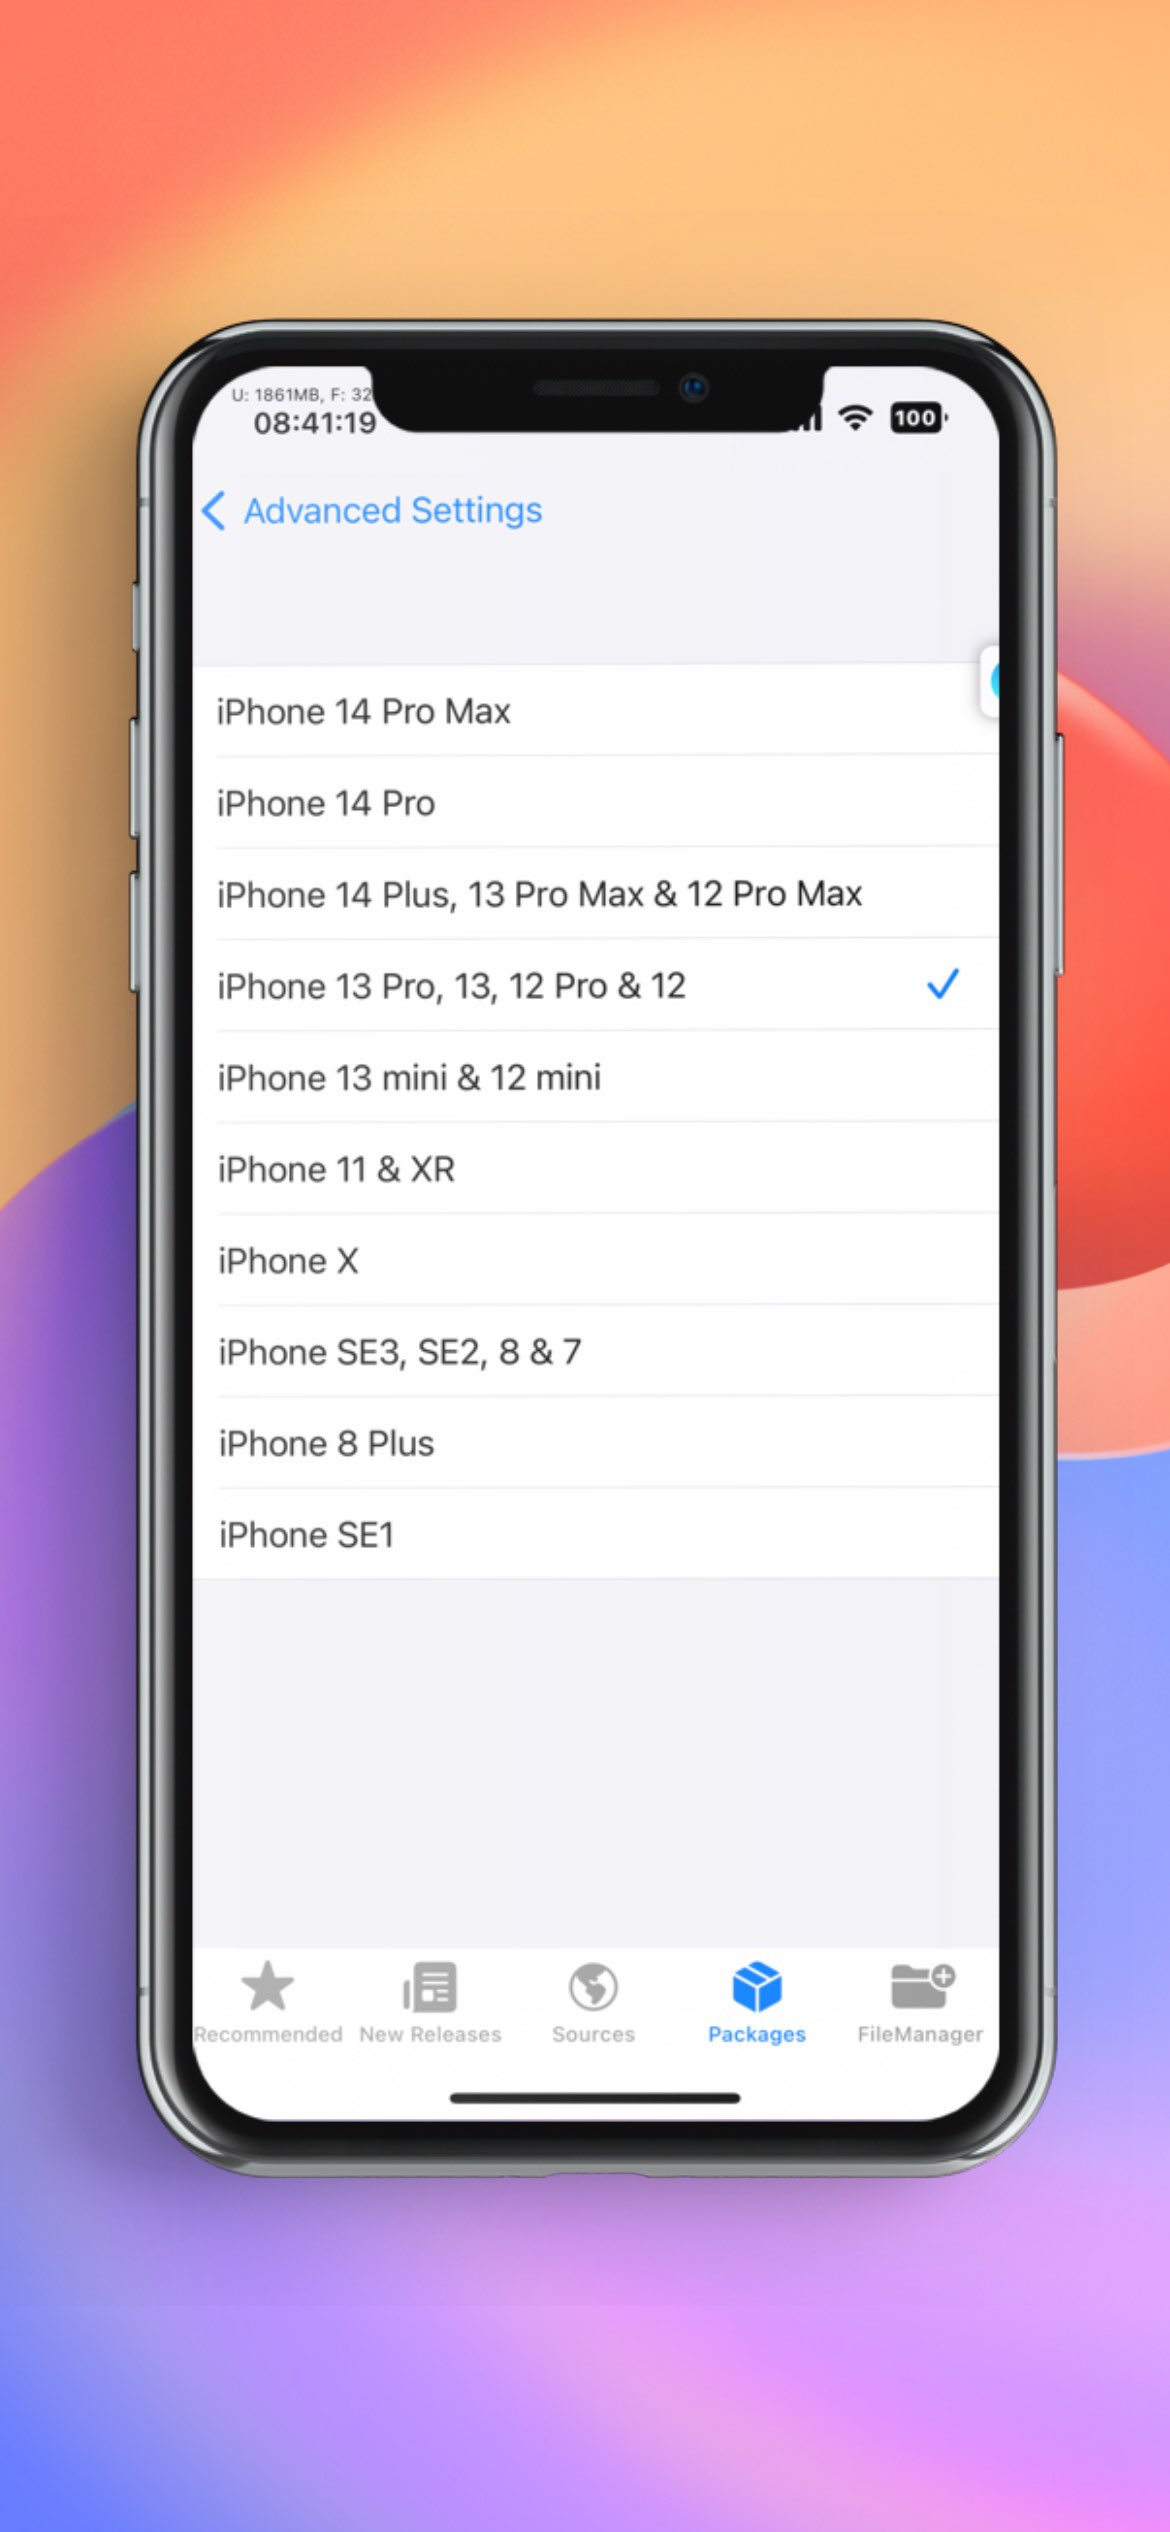 U: 1861MB, F: 32
08:41:19
100
Advanced Settings
iPhone 14 Pro Max
iPhone 14 Pro
iPhone 14 Plus, 13 Pro Max & 12 Pro Max
iPhone 13 Pro, 13, 12 Pro & 12
iPhone 13 mini & 12 mini
iPhone 11 & XR
iPhone X
iPhone SE3, SE2, 8 & 7
iPhone 8 Plus
iPhone SE1
Recommended New Releases Sources Packages FileManager